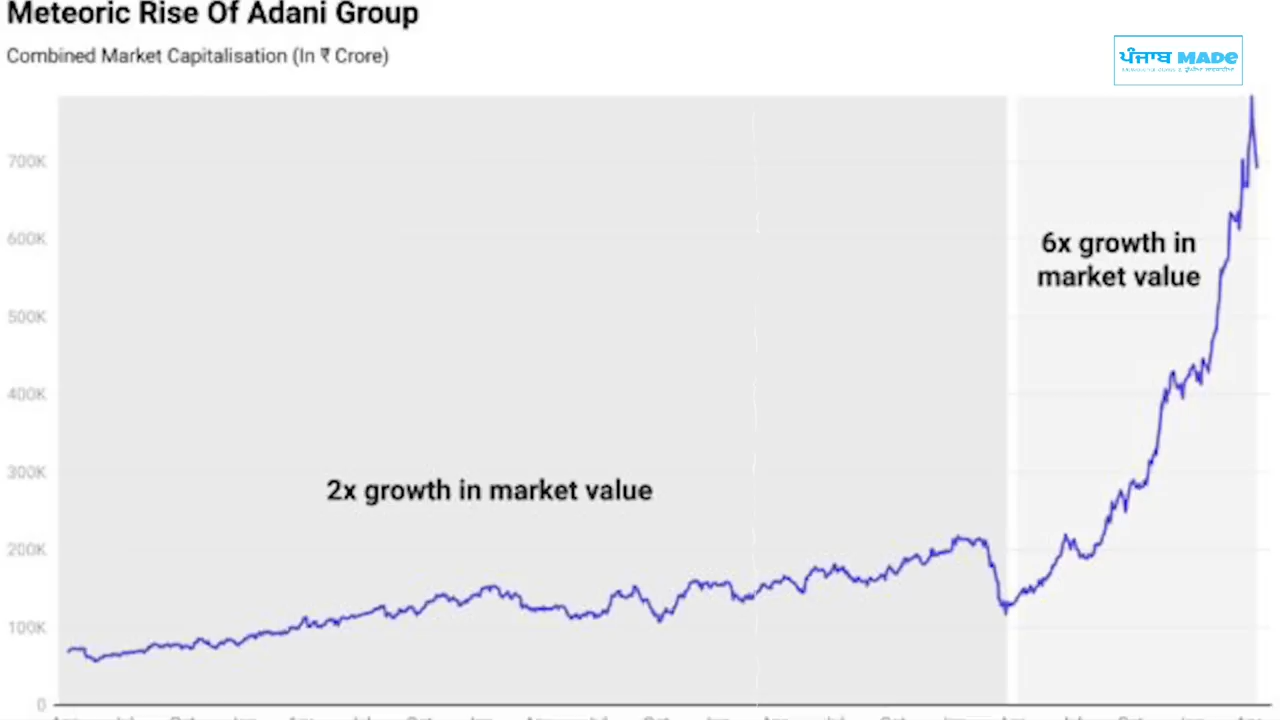 Meteoric Rise Of Adani Group
Combined Market Capitalisation (In ₹ Crore)
ਪੰਜਾਬ MADE
700K
600K
6x growth in
market value
500K
400K
300K
2x growth in market value
200K
100K
0